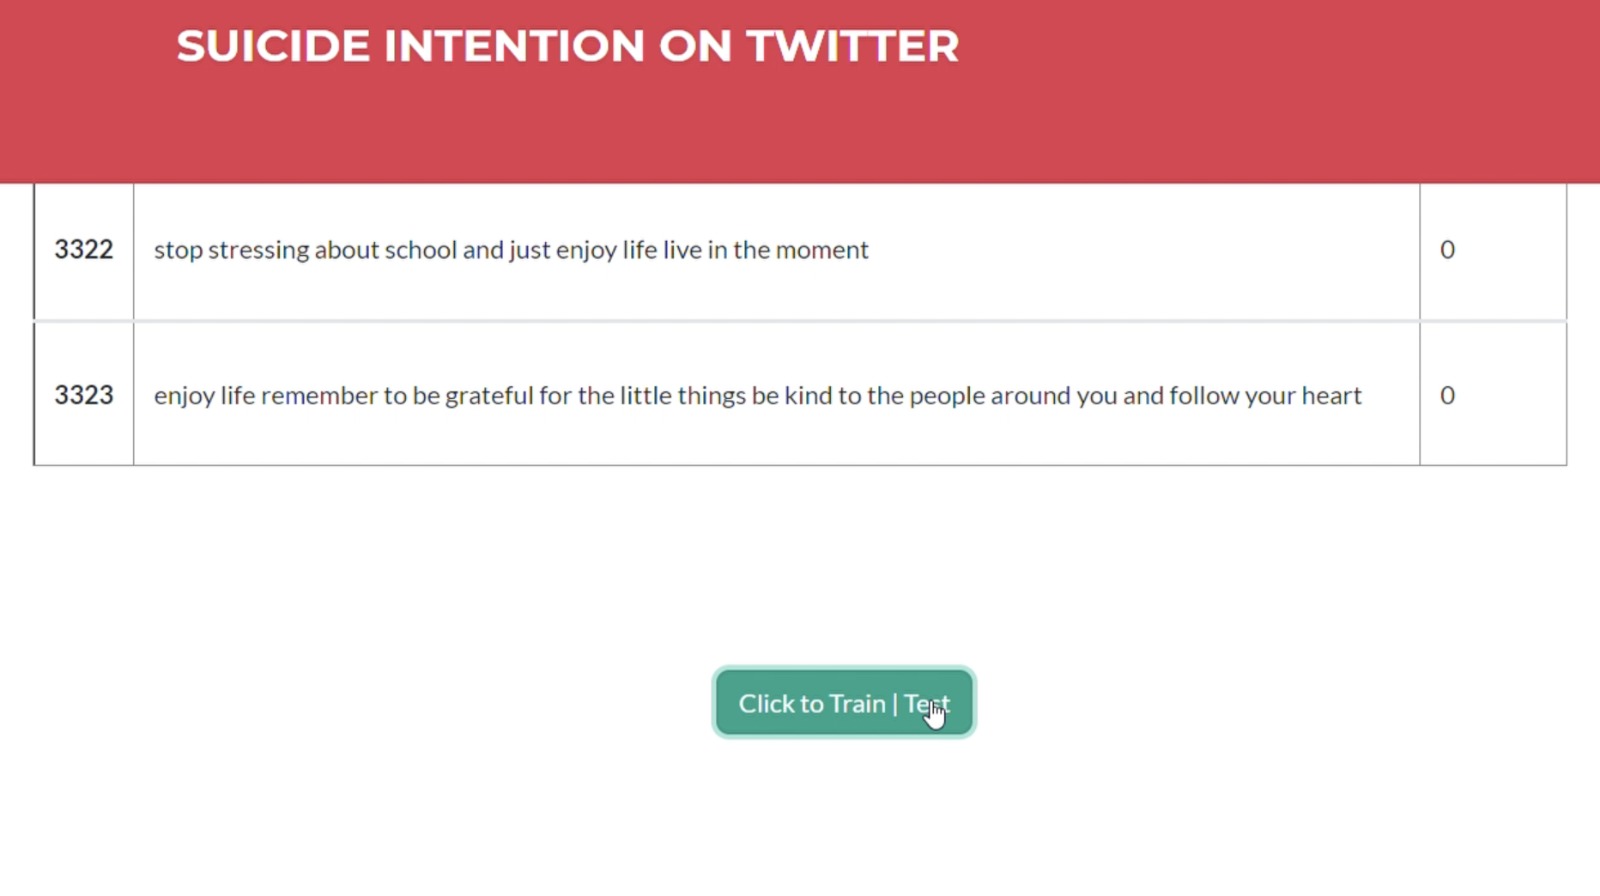 SUICIDE INTENTION ON TWITTER
3322 stop stressing about school and just enjoy life live in the moment 0
3323 enjoy life remember to be grateful for the little things be kind to the people around you and follow your heart 0
Click to Train | Test